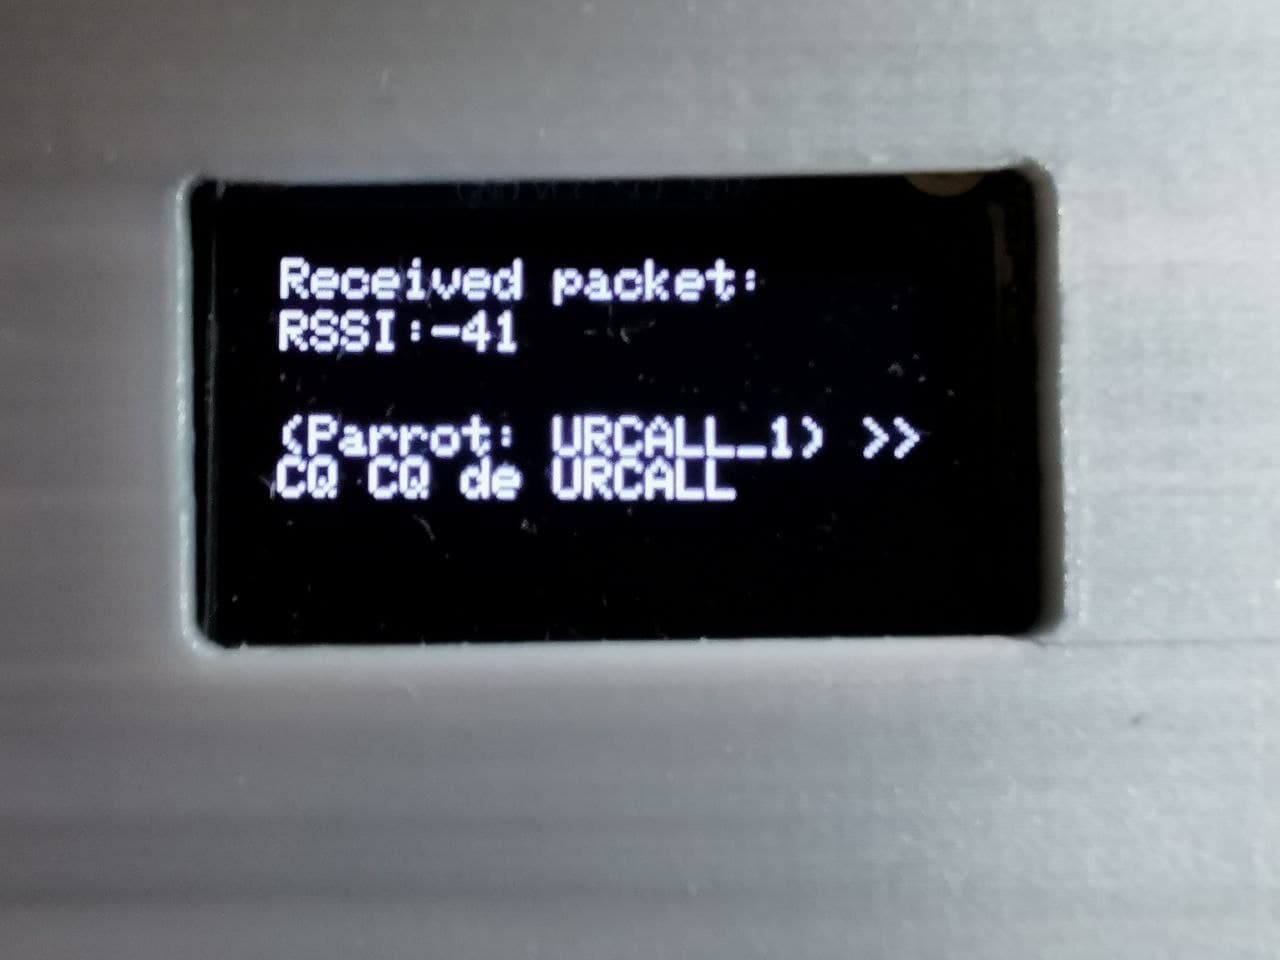 Received packet:
RSSI:-41
(Parrot: URCALL_1) >>
CQ CQ de URCALL